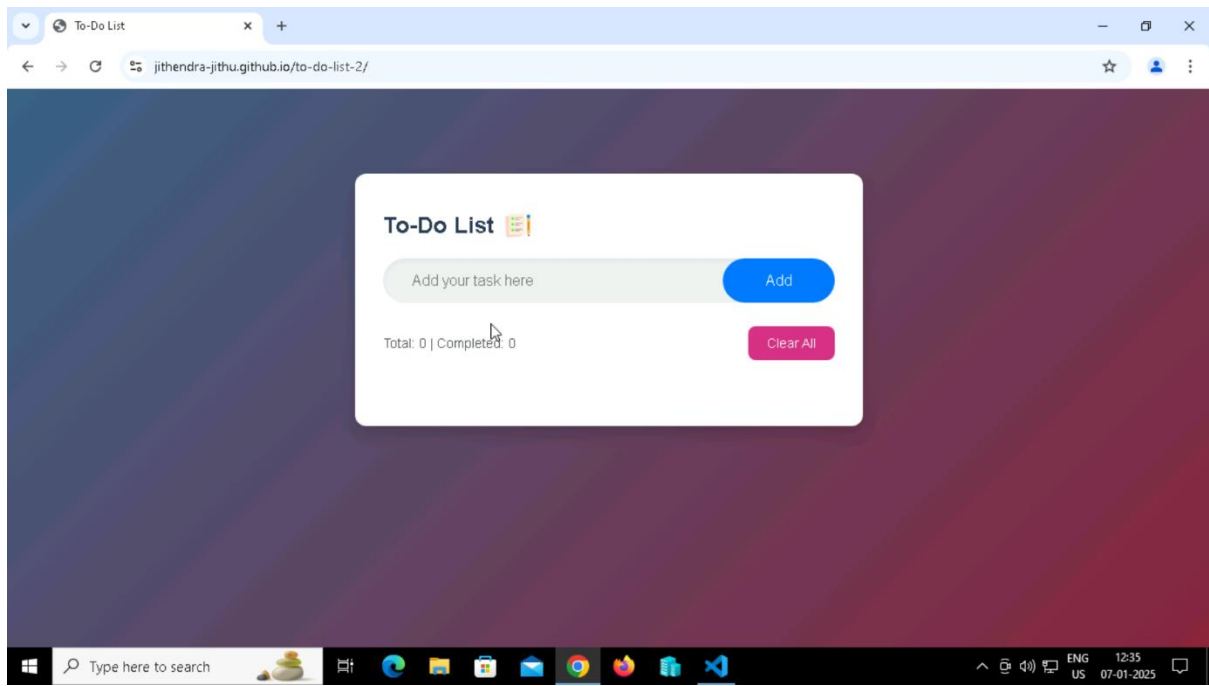 To-Do List
jithendra-jithu.github.io/to-do-list-2/
To-Do List
Add your task here
Add
Total: 0 | Completed: 0
Clear All
Type here to search
ENG
US
12:35
07-01-2025